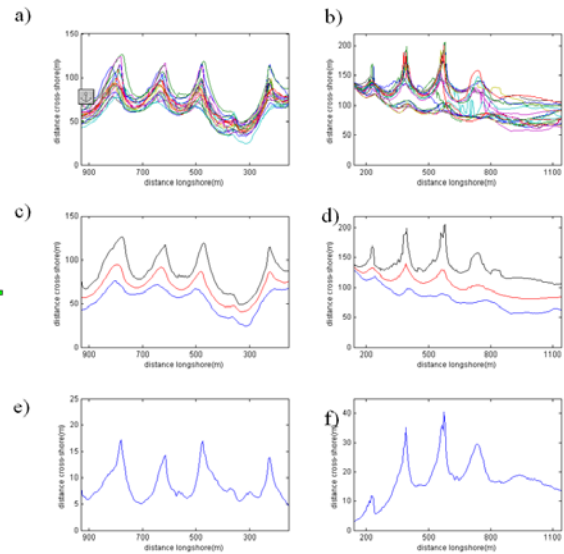 a)
b)
150
100
50
0
900 700 500 300
distance cross-shore(m)
distance longshore(m)
200
150
100
50
0
200 500 800 1100
distance cross-shore(m)
distance longshore(m)
c)
d)
150
100
50
0
900 700 500 300
distance cross-shore(m)
distance longshore(m)
200
150
100
50
0
200 500 800 1100
distance cross-shore(m)
distance longshore(m)
e)
f)
25
20
15
10
5
0
900 700 500 300
distance cross-shore(m)
distance longshore(m)
40
30
20
10
0
200 500 800 1100
distance cross-shore(m)
distance longshore(m)